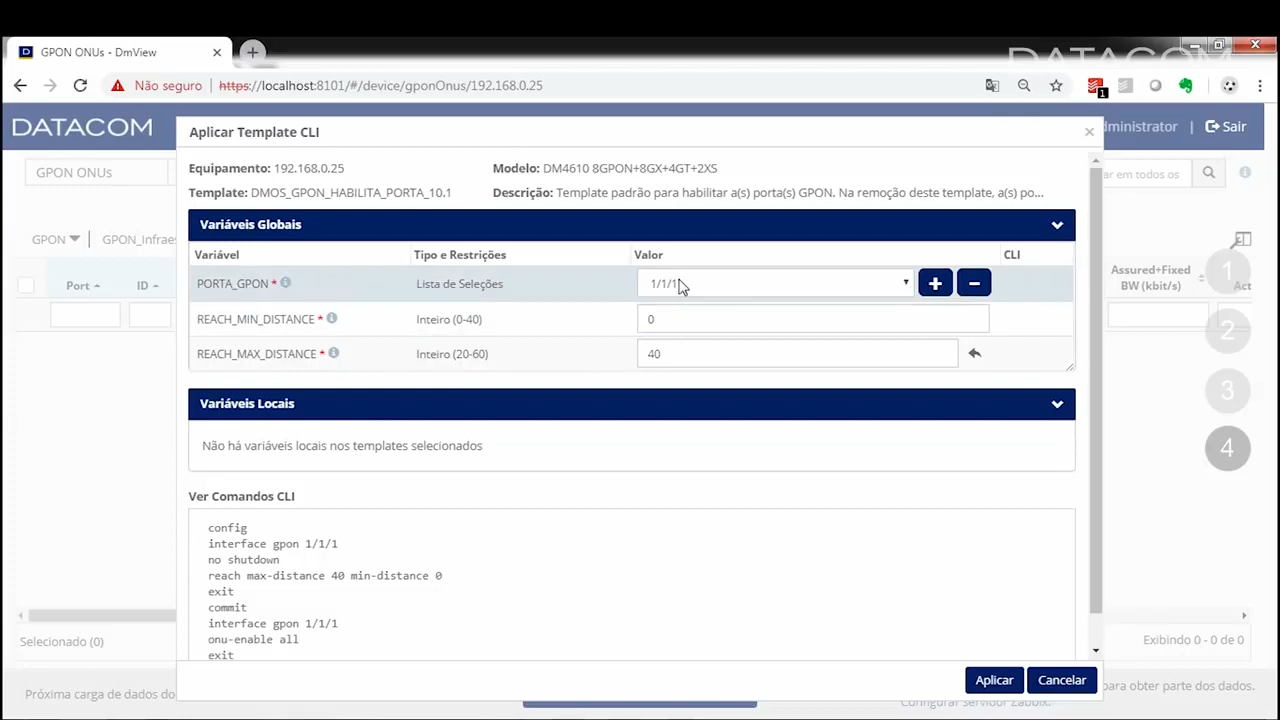 GPON ONUs - DmView
DATACOM
Não seguro | https://localhost:8101/#/device/gponOnus/192.168.0.25
1
DATACOM
Aplicar Template CLI
dministrator | Sair
Equipamento: 192.168.0.25 Modelo: DM4610 8GPON+8GX+4GT+2XS
GPON ONUs
ar em todos os
Template: DMOS_GPON_HABILITA_PORTA_10.1 Descrição: Template padrão para habilitar a(s) porta(s) GPON. Na remoção deste template, a(s) po...
Variáveis Globais
GPON GPON_Infraes
Variável Tipo e Restrições Valor CLI
Port ID
Assured+Fixed
BW (kbit/s)
Act
PORTA_GPON * Lista de Seleções 1/1/1
REACH_MIN_DISTANCE * Inteiro (0-40) 0
REACH_MAX_DISTANCE * Inteiro (20-60) 40
1
2
3
4
Variáveis Locais
Não há variáveis locais nos templates selecionados
Ver Comandos CLI
config
interface gpon 1/1/1
no shutdown
reach max-distance 40 min-distance 0
exit
commit
interface gpon 1/1/1
onu-enable all
exit
Selecionado (0) Exibindo 0 - 0 de 0
Aplicar Cancelar
Próxima carga de dados do
para obter parte dos dados.
Configurar servidor Zabbix.